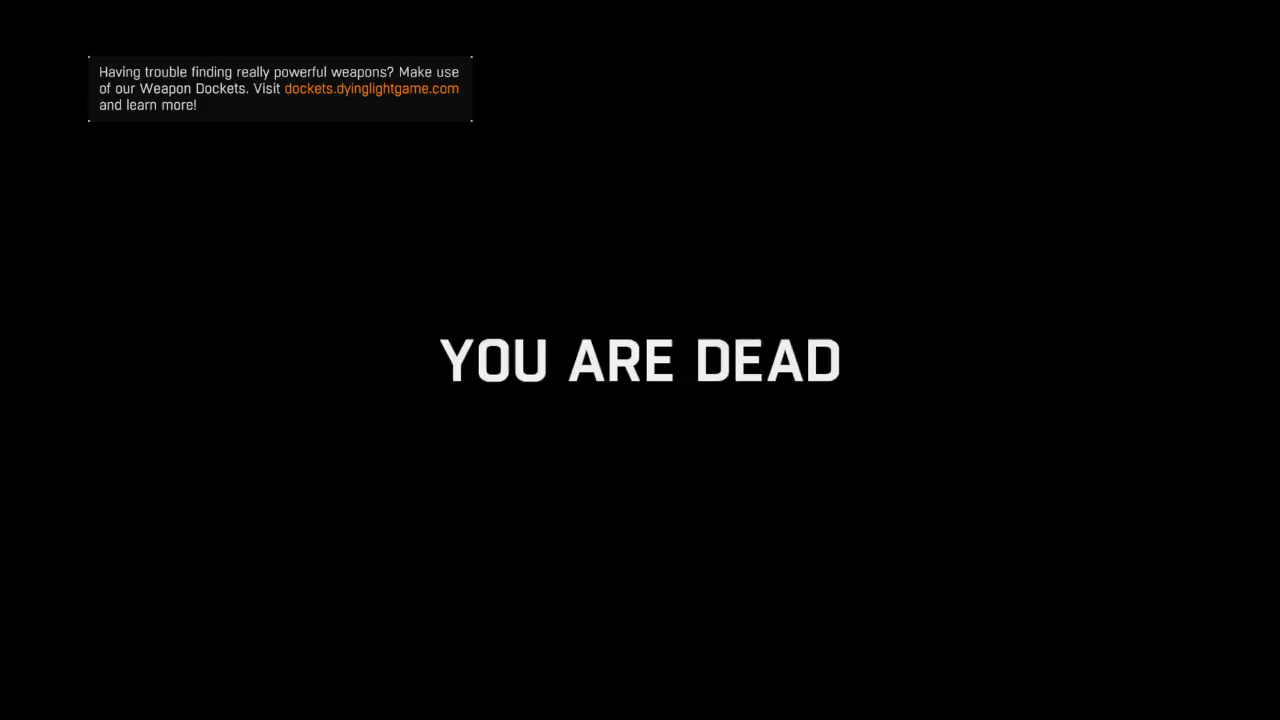 Having trouble finding really powerful weapons? Make use
of our Weapon Dockets. Visit dockets.dyinglightgame.com
and learn more!
YOU ARE DEAD